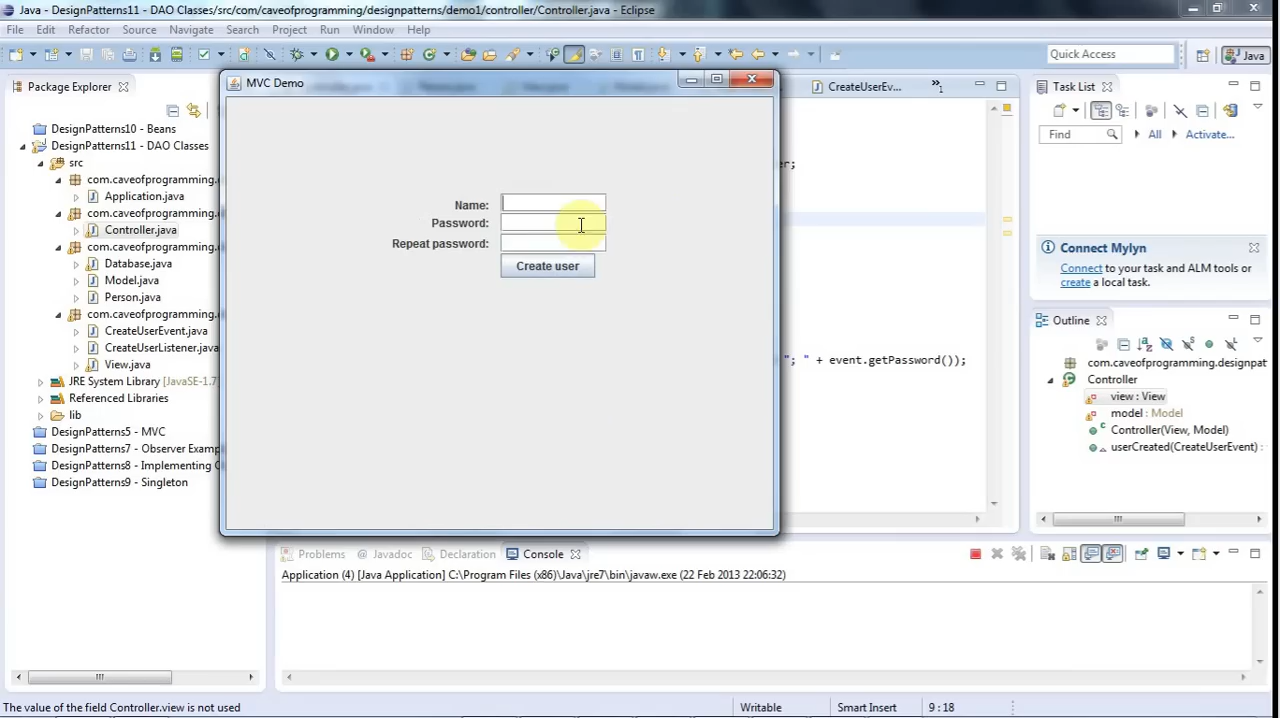 Java - DesignPatterns11 - DAO Classes/src/com/caveofprogramming/designpatterns/demo1/controller/Controller.java - Eclipse
File Edit Refactor Source Navigate Search Project Run Window Help
Quick Access
Java
Package Explorer
MVC Demo
CreateUserEv...
1
Task List
Find
All
Activate...
DesignPatterns10 - Beans
DesignPatterns11 - DAO Classes
src
com.caveofprogramming.
Application.java
com.caveofprogramming.
Controller.java
com.caveofprogramming.
Database.java
Model.java
Person.java
com.caveofprogramming.
CreateUserEvent.java
CreateUserListener.java
View.java
JRE System Library [JavaSE-1.7]
Referenced Libraries
lib
DesignPatterns5 - MVC
DesignPatterns7 - Observer Examp
DesignPatterns8 - Implementing C
DesignPatterns9 - Singleton
Name:
Password:
Repeat password:
Create user
er;
"; " + event.getPassword());
Connect Mylyn
Connect to your task and ALM tools or
create a local task.
Outline
com.caveofprogramming.designpat
Controller
view : View
model : Model
Controller(View, Model)
userCreated(CreateUserEvent) :
Problems
Javadoc
Declaration
Console
Application (4) [Java Application] C:\Program Files (x86)\Java\jre7\bin\javaw.exe (22 Feb 2013 22:06:32)
The value of the field Controller.view is not used
Writable
Smart Insert
9 : 18